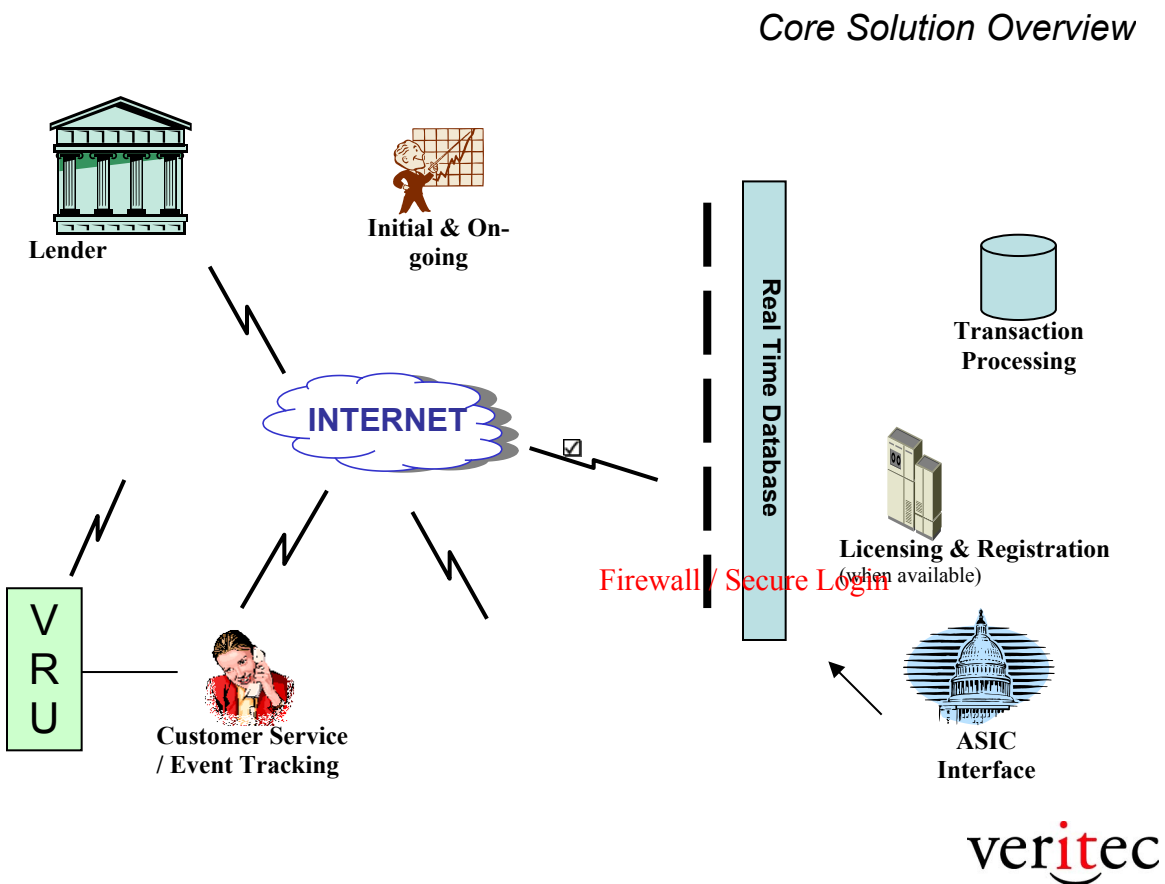 Core Solution Overview
Lender
Initial & On-
going
INTERNET
Real Time Database
Transaction
Processing
Licensing & Registration
(when available)
Firewall / Secure Login
V
R
U
Customer Service
/ Event Tracking
ASIC
Interface
veritec